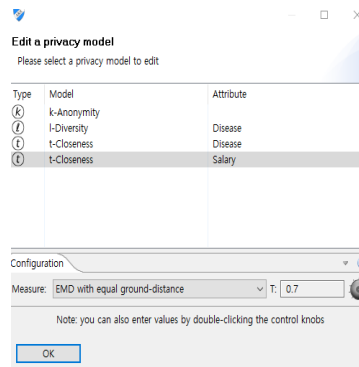 Edit a privacy model
Please select a privacy model to edit
Type Model Attribute
k k-Anonymity
ℓ l-Diversity Disease
t t-Closeness Disease
t t-Closeness Salary
Configuration
Measure: EMD with equal ground-distance T: 0.7
Note: you can also enter values by double-clicking the control knobs
OK